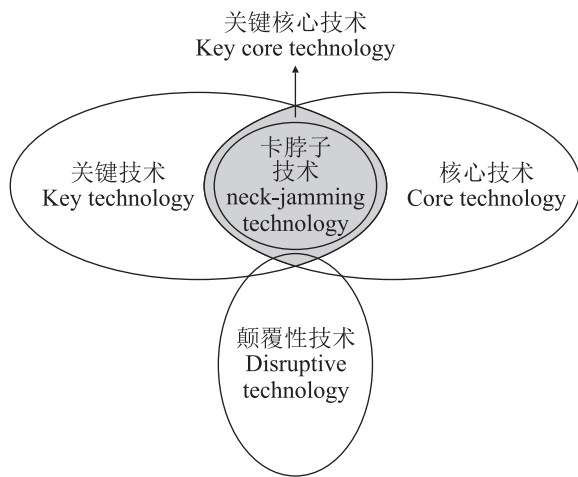 关键核心技术
Key core technology
卡脖子
技术
neck-jamming
technology
关键技术
Key technology
核心技术
Core technology
颠覆性技术
Disruptive
technology